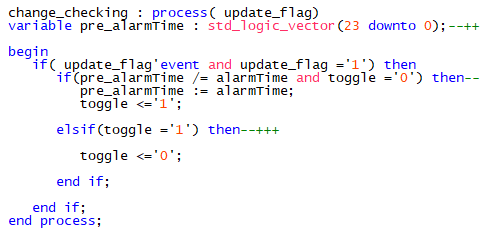 change_checking : process( update_flag)
variable pre_alarmTime : std_logic_vector(23 downto 0);--++
begin
if( update_flag'event and update_flag ='1') then
if(pre_alarmTime /= alarmTime and toggle ='0') then--
pre_alarmTime := alarmTime;
toggle <='1';
elsif(toggle ='1') then--+++
toggle <='0';
end if;
end if;
end process;